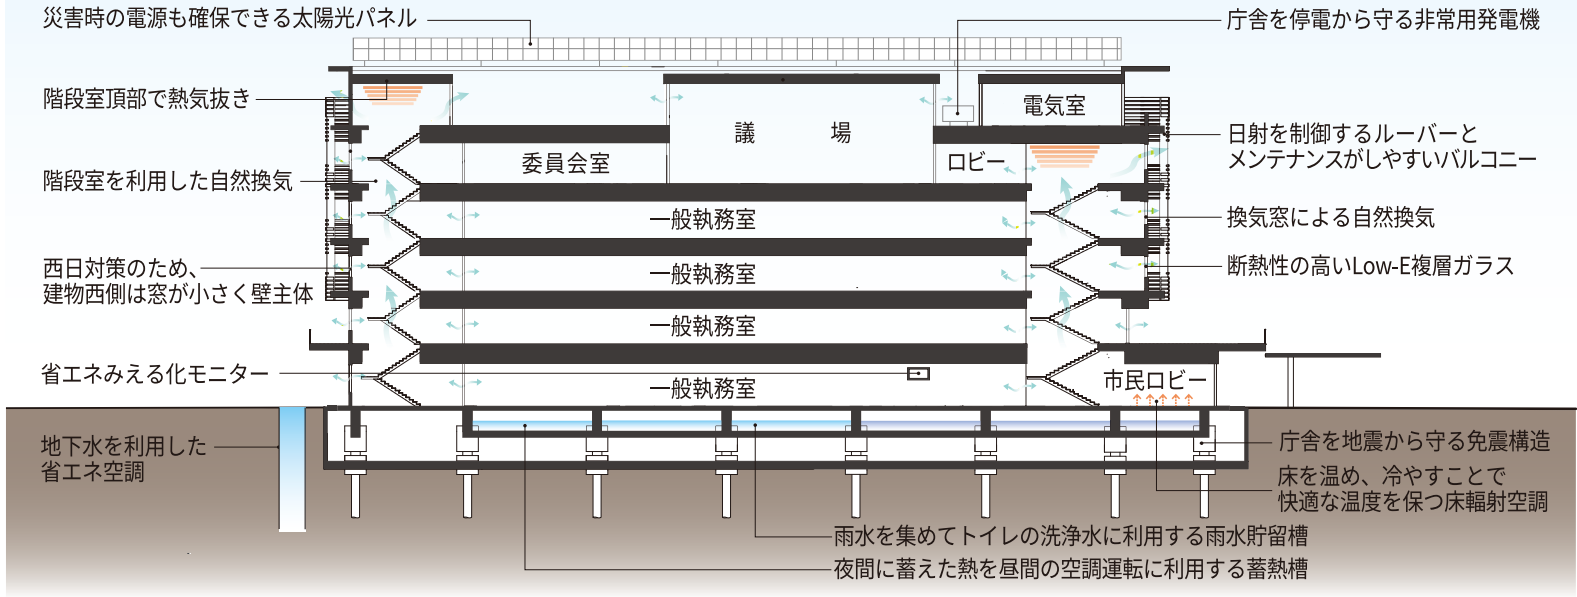 災害時の電源も確保できる太陽光パネル
庁舎を停電から守る非常用発電機
階段室頂部で熱気抜き
電気室
議場
日射を制御するルーバーと
メンテナンスがしやすいバルコニー
委員会室
ロビー
階段室を利用した自然換気
一般執務室
換気窓による自然換気
西日対策のため、
建物西側は窓が小さく壁主体
一般執務室
断熱性の高いLow-E複層ガラス
一般執務室
省エネみえる化モニター
一般執務室
市民ロビー
地下水を利用した
省エネ空調
庁舎を地震から守る免震構造
床を温め、冷やすことで
快適な温度を保つ床輻射空調
雨水を集めてトイレの洗浄水に利用する雨水貯留槽
夜間に蓄えた熱を昼間の空調運転に利用する蓄熱槽